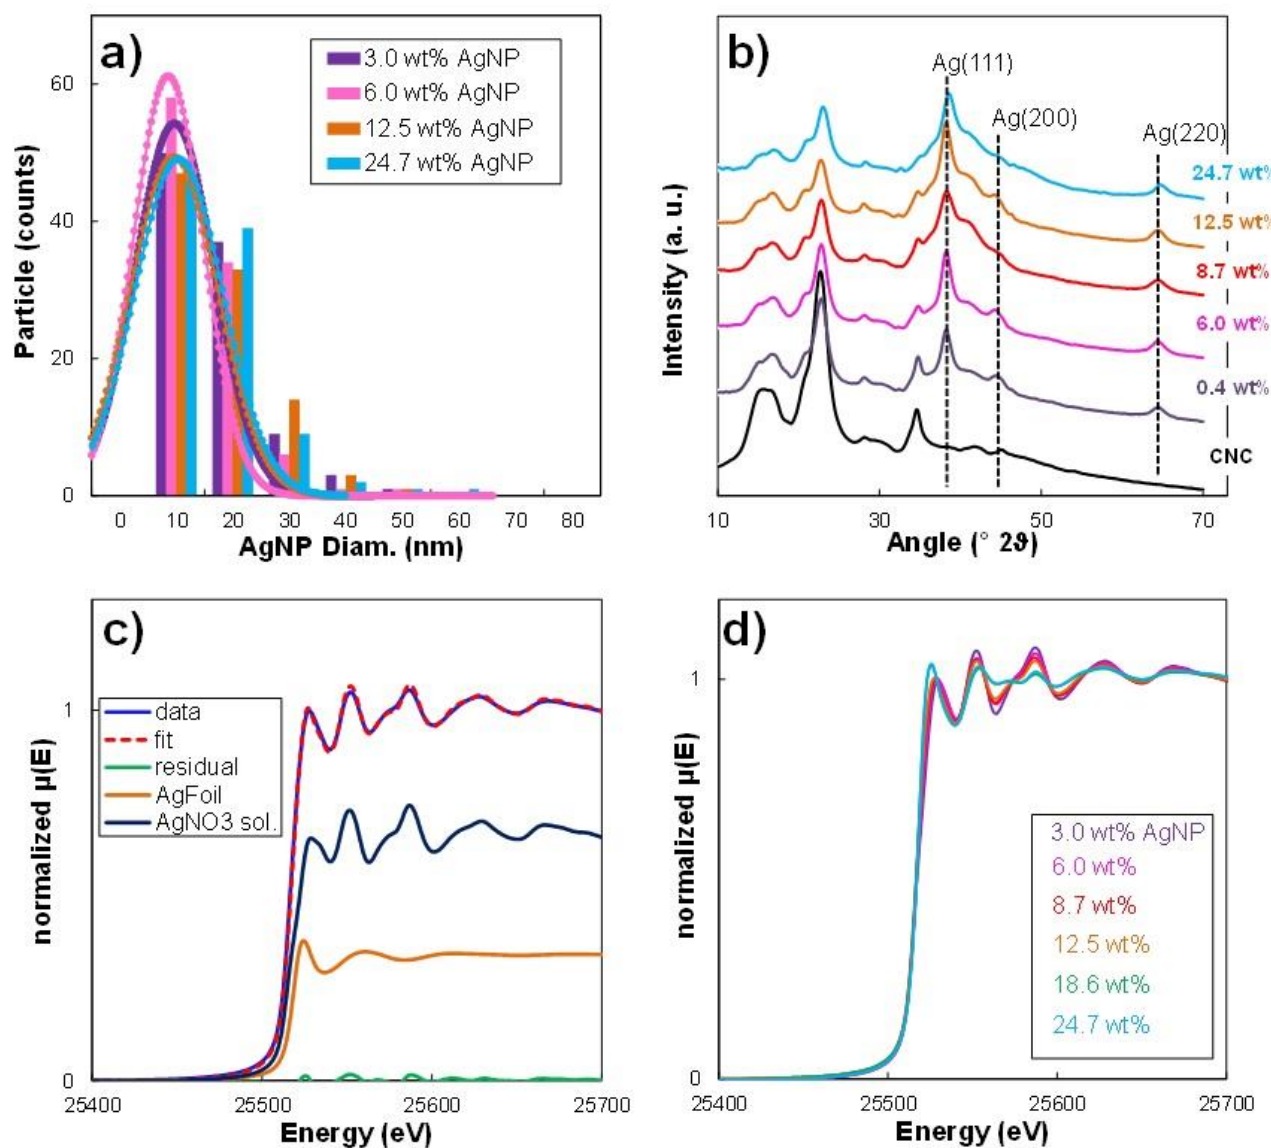 a)
3.0 wt% AgNP
6.0 wt% AgNP
12.5 wt% AgNP
24.7 wt% AgNP
60
40
20
0
Particle (counts)
0 10 20 30 40 50 60 70 80
AgNP Diam. (nm)
b)
Ag(111)
Ag(200)
Ag(220)
24.7 wt%
12.5 wt%
8.7 wt%
6.0 wt%
0.4 wt%
CNC
Intensity (a. u.)
10 30 50 70
Angle (° 2ϑ)
c)
1
data
fit
residual
AgFoil
AgNO3 sol.
0
normalized μ(E)
25400 25500 25600 25700
Energy (eV)
d)
1
3.0 wt% AgNP
6.0 wt%
8.7 wt%
12.5 wt%
18.6 wt%
24.7 wt%
0
normalized μ(E)
25400 25500 25600 25700
Energy (eV)